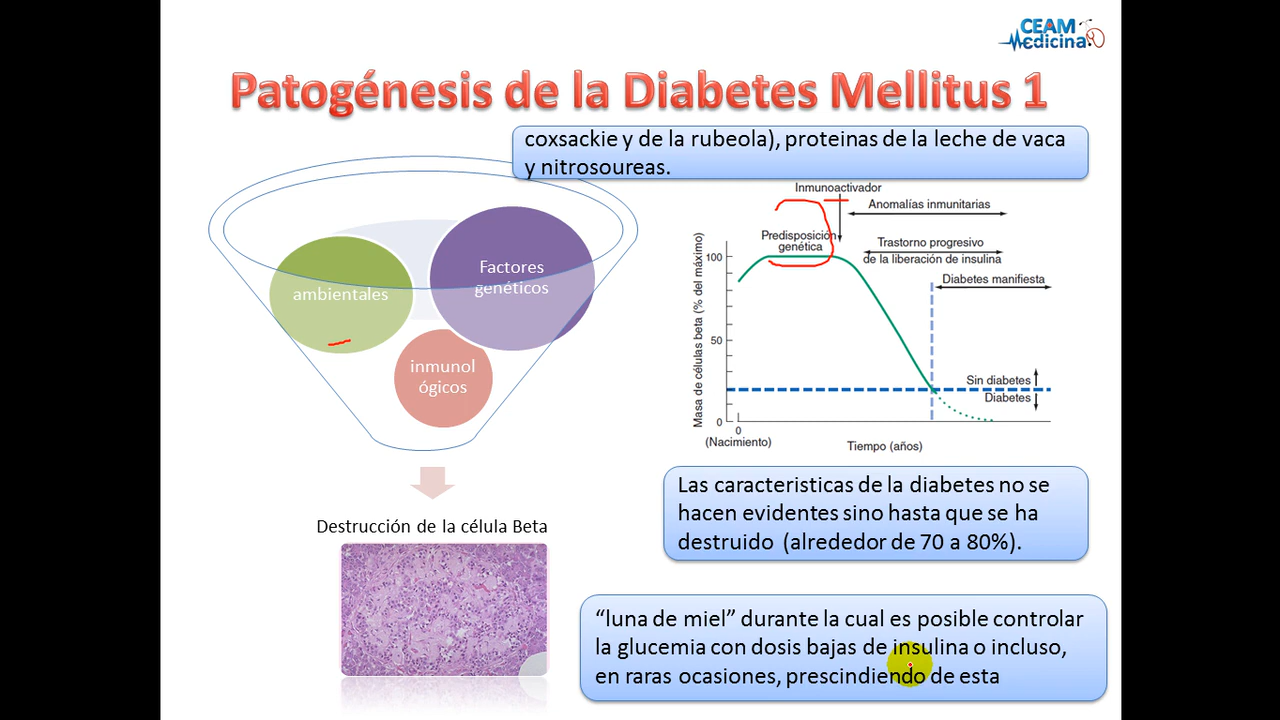 CEAM
Medicina
Patogénesis de la Diabetes Mellitus 1
coxsackie y de la rubeola), proteinas de la leche de vaca
y nitrosoureas.
ambientales
Factores
genéticos
inmunol
ógicos
Destrucción de la célula Beta
Inmunoactivador
Anomalías inmunitarias
Predisposición
genética
Trastorno progresivo
de la liberación de insulina
Diabetes manifiesta
Masa de células beta (% del máximo)
100
50
0
Sin diabetes
Diabetes
0
(Nacimiento)
Tiempo (años)
Las caracteristicas de la diabetes no se
hacen evidentes sino hasta que se ha
destruido (alrededor de 70 a 80%).
“luna de miel” durante la cual es posible controlar
la glucemia con dosis bajas de insulina o incluso,
en raras ocasiones, prescindiendo de esta